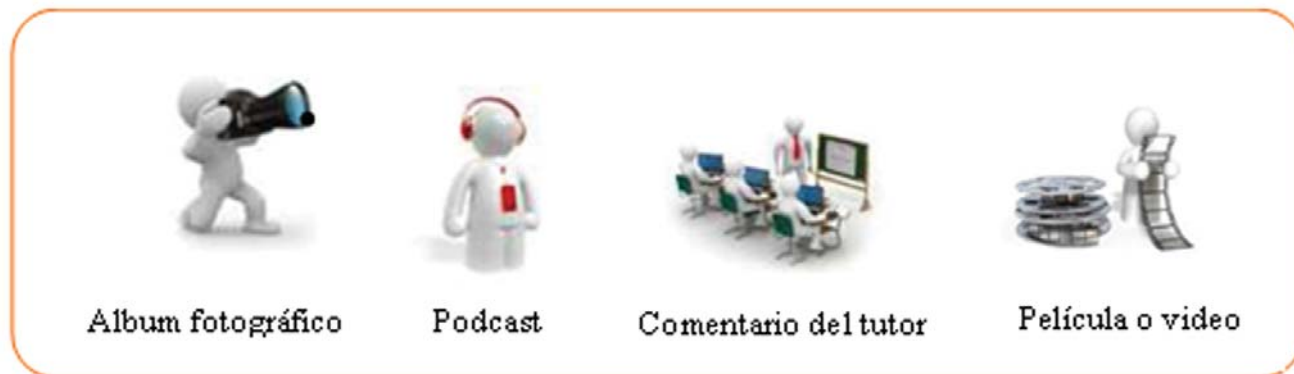 Album fotográfico
Podcast
Comentario del tutor
Película o video